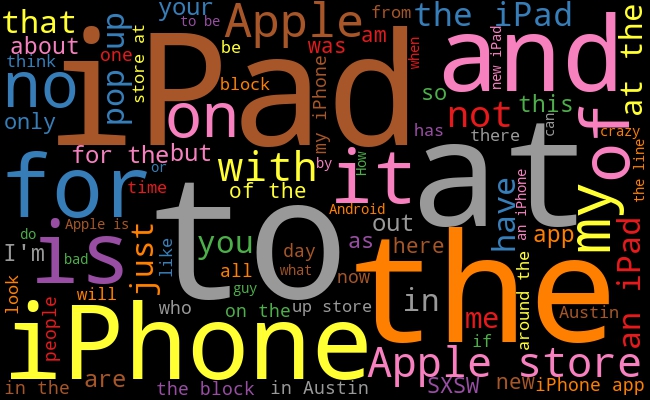 that
your
to be
Apple
from
the iPad
at the
about
one
pop up
store at
iPad
be
was
am
when
and
new iPad
think
no
only
on
block
my iPhone
so
not
this
can
of
crazy
has
there
for the
but
with
of the
by
it
How
at
the line
for
or
time
to
Android
out
have
an iPhone
my
app
an iPad
do
Apple is
I'm
is
bad
just
like
you
day
what
as
here
the
all
now
look
people
will
guy
who
on the
up store
in
me
if
around the
Austin
iPhone
Apple store
in the
are
the block
in Austin
SXSW
new
iPhone app